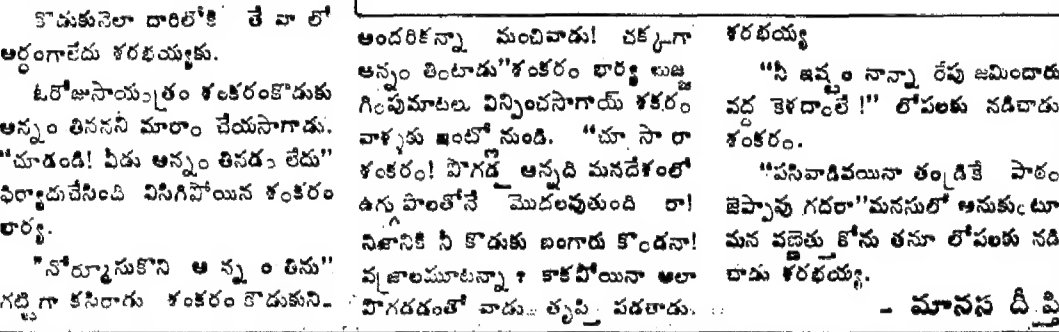 కొడుకునెలా దారిలోకి తేవాలో
అర్ధంగాలేదు శరభయ్యకు.
ఓరోజుసాయంత్రం శంకరంకొడుకు
అన్నం తిననని మారాం చేయసాగాడు.
"చూడండి! వీడు అన్నం తినడం లేదు"
ఫిర్యాదుచేసింది విసిగిపోయిన శంకరం
భార్య.
"నోర్మూసుకొని అన్నం తిను"
గట్టిగా కసిరాడు శంకరం కొడుకుని.
అందరికన్నా మంచివాడు! చక్కగా
అన్నం తింటాడు"శంకరం భార్య బుజ్జ
గింపుమాటలు విన్పించసాగాయ్ శకరం
వాళ్ళకు ఇంట్లోనుండి. "చూసారా
శంకరం! పొగడ్త అన్నది మనదేశంలో
ఉగ్గుపాలతోనే మొదలవుతుంది రా!
నిజానికి నీ కొడుకు బంగారు కొండనా!
వజ్రాలమూటన్నా? కాకపోయినా అలా
పొగడడంతో వాడు తృప్తి పడతాడు.
శరభయ్య
"నీ ఇష్టం నాన్నా రేపు జమిందారు
వద్ద కెళదాంలే!" లోపలకు నడిచాడు
శంకరం.
"పసివాడివయినా తండ్రికే పాఠం
జెప్పావు గదరా"మనసులో అనుకుఁటూ
మన వణ్ణెత్తుకోను తనూ లోపలకు నడి
చాడు శరభయ్య.
- మానస దీప్తి